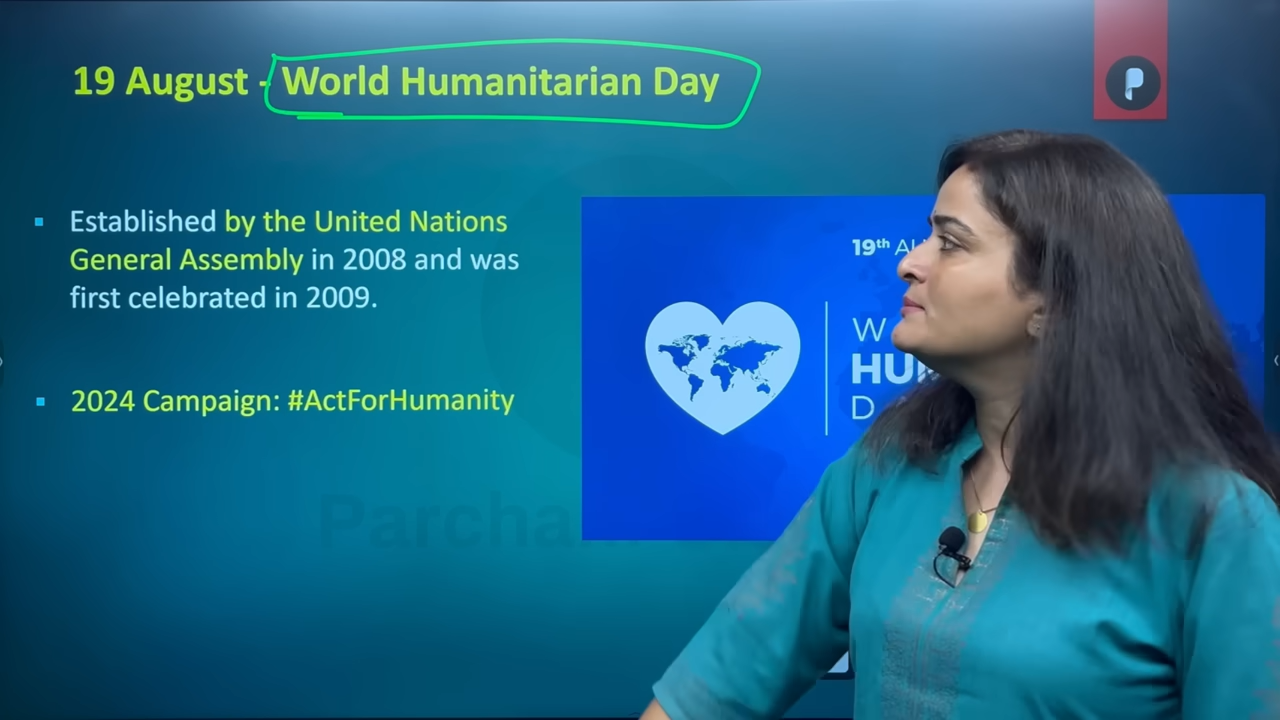 19 August - World Humanitarian Day
Established by the United Nations
General Assembly in 2008 and was
first celebrated in 2009.
2024 Campaign: #ActForHumanity
19th